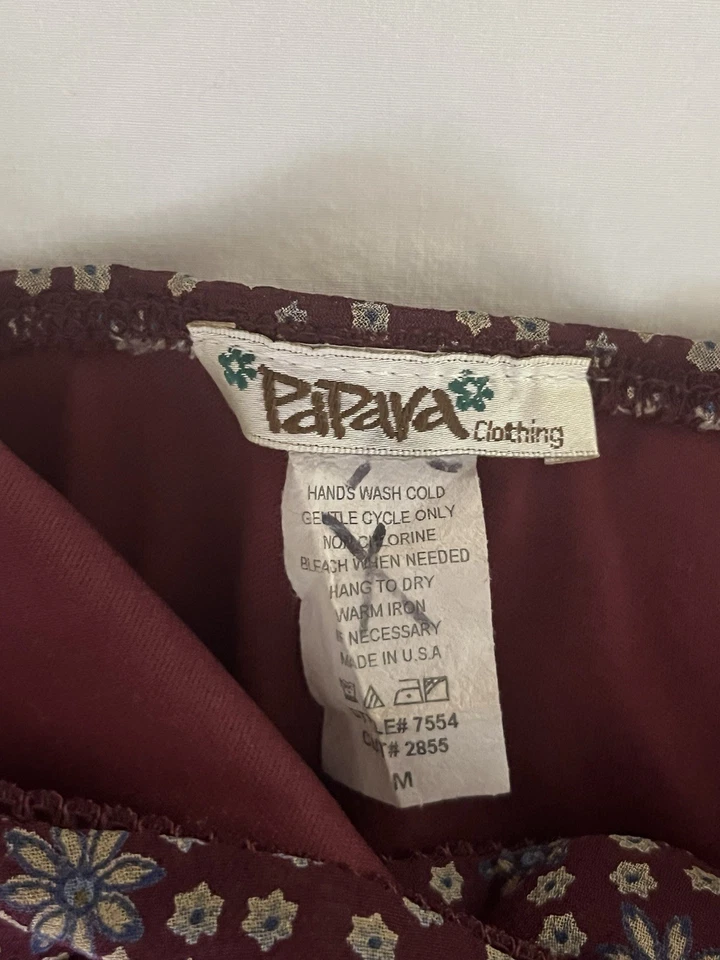 PaPaya
Clothing
HAND'S WASH COLD
GENTLE CYCLE ONLY
NON CHLORINE
BLEACH WHEN NEEDED
HANG TO DRY
WARM IRON
IF NECESSARY
MADE IN U.S.A
STYLE# 7554
CUT# 2855
M